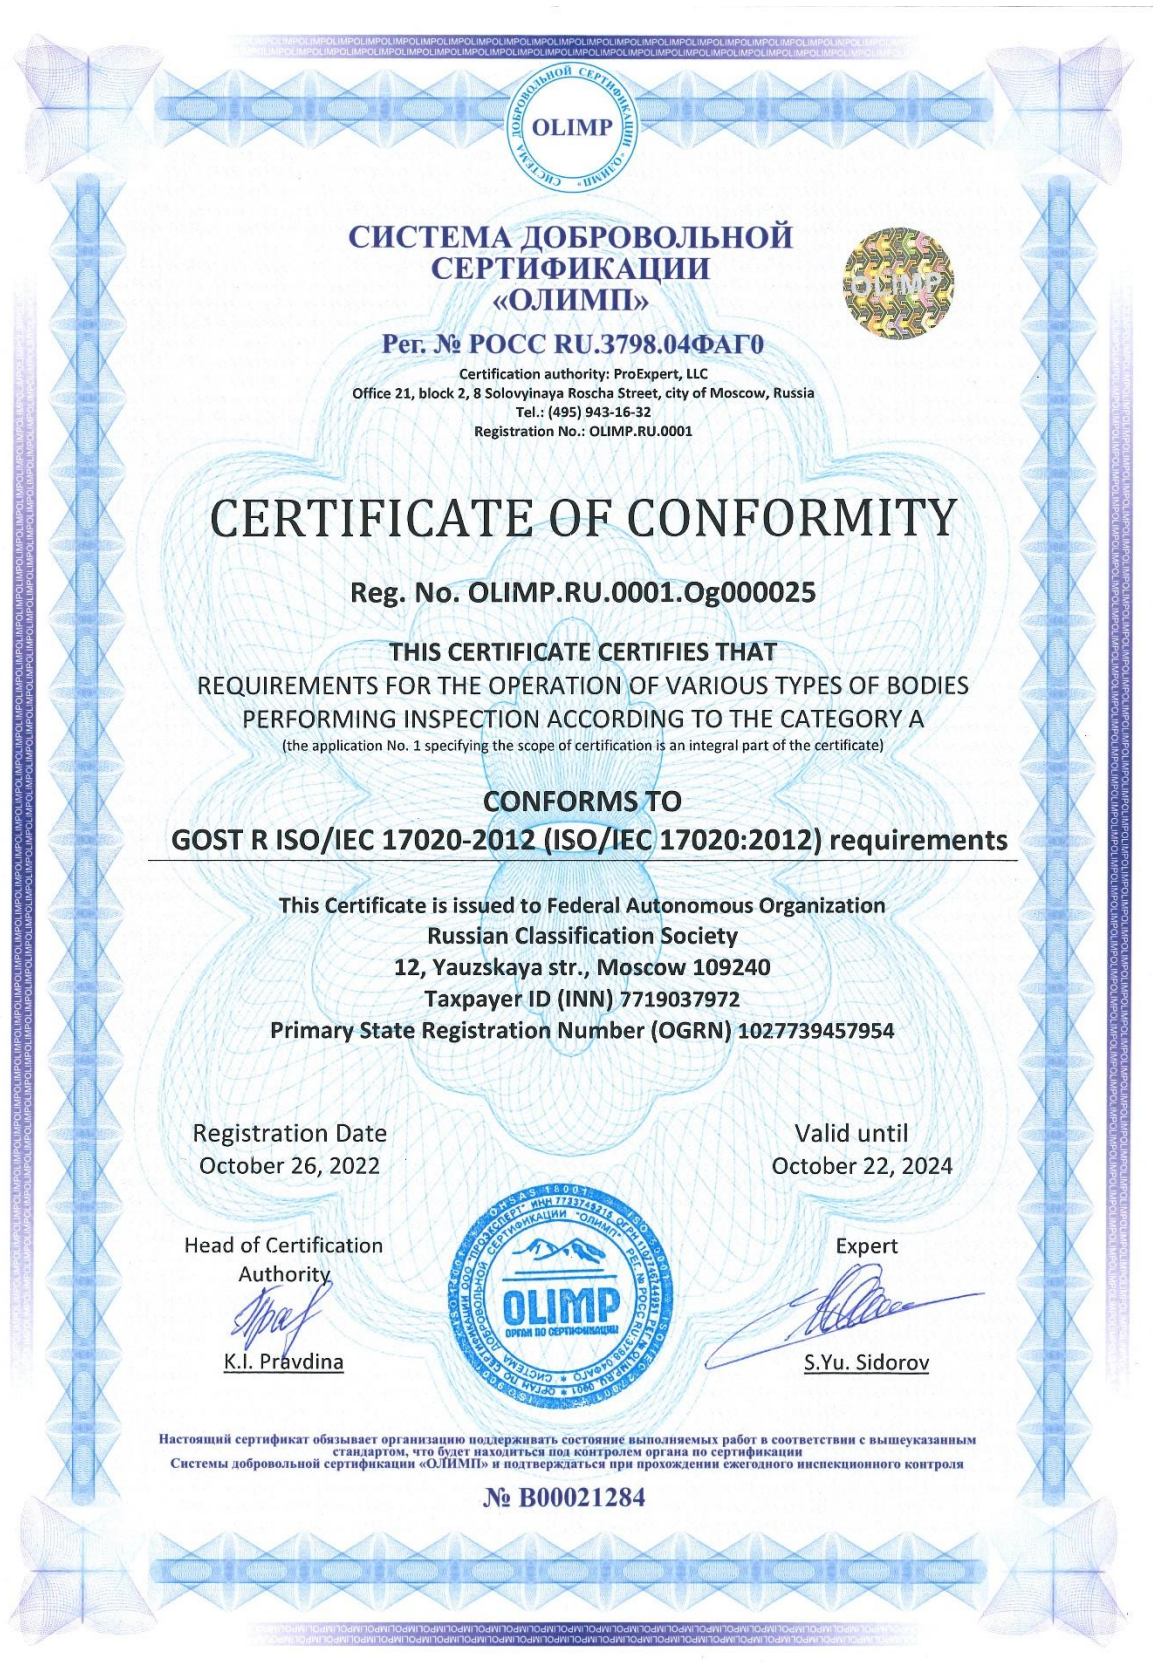 СИСТЕМА ДОБРОВОЛЬНОЙ СЕРТИФИКАЦИИ "ОЛИМП"
OLIMP
СИСТЕМА ДОБРОВОЛЬНОЙ
СЕРТИФИКАЦИИ
«ОЛИМП»
OLIMP
Рег. № РОСС RU.З798.04ФАГ0
Certification authority: ProExpert, LLC
Office 21, block 2, 8 Solovyinaya Roscha Street, city of Moscow, Russia
Tel.: (495) 943-16-32
Registration No.: OLIMP.RU.0001
CERTIFICATE OF CONFORMITY
Reg. No. OLIMP.RU.0001.Og000025
THIS CERTIFICATE CERTIFIES THAT
REQUIREMENTS FOR THE OPERATION OF VARIOUS TYPES OF BODIES
PERFORMING INSPECTION ACCORDING TO THE CATEGORY A
(the application No. 1 specifying the scope of certification is an integral part of the certificate)
CONFORMS TO
GOST R ISO/IEC 17020-2012 (ISO/IEC 17020:2012) requirements
This Certificate is issued to Federal Autonomous Organization
Russian Classification Society
12, Yauzskaya str., Moscow 109240
Taxpayer ID (INN) 7719037972
Primary State Registration Number (OGRN) 1027739457954
Registration Date
October 26, 2022
Valid until
October 22, 2024
Head of Certification
Authority
K.I. Pravdina
OLIMP
ОРГАН ПО СЕРТИФИКАЦИИ
Expert
S.Yu. Sidorov
Настоящий сертификат обязывает организацию поддерживать состояние выполняемых работ в соответствии с вышеуказанным
стандартом, что будет находиться под контролем органа по сертификации
Системы добровольной сертификации «ОЛИМП» и подтверждаться при прохождении ежегодного инспекционного контроля
№ В00021284